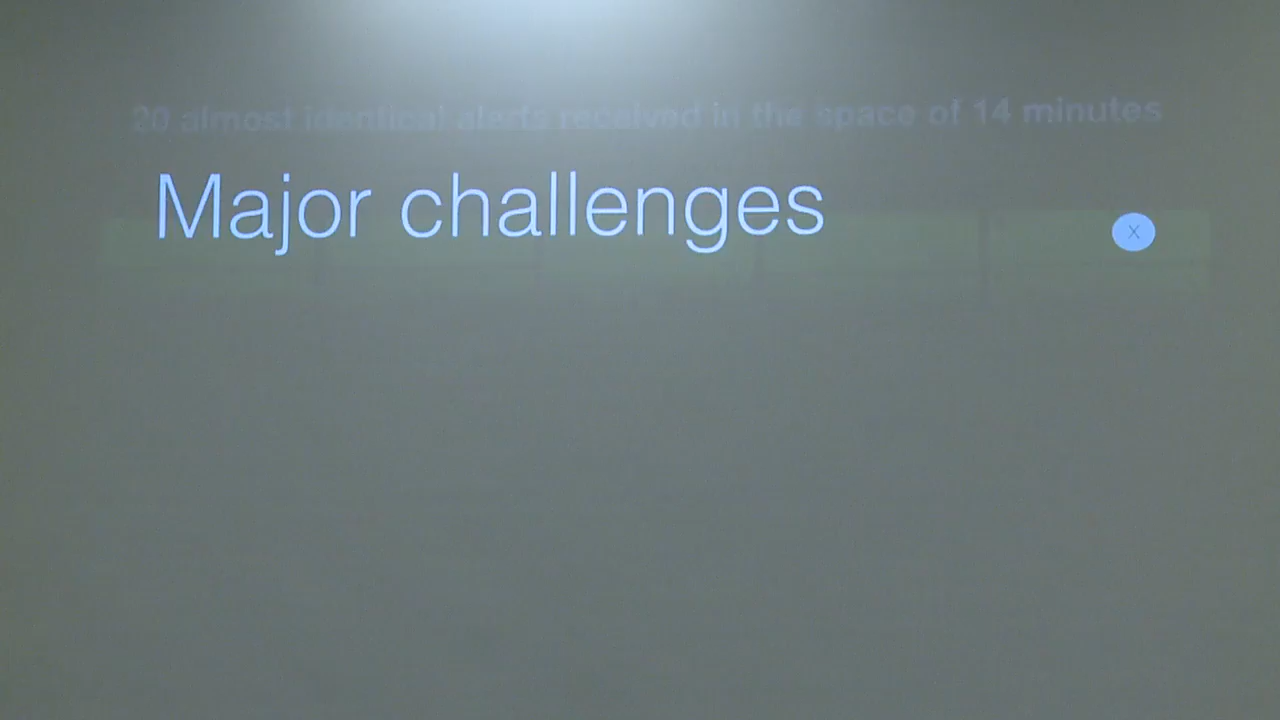 20 almost identical alerts received in the space of 14 minutes
Major challenges
X